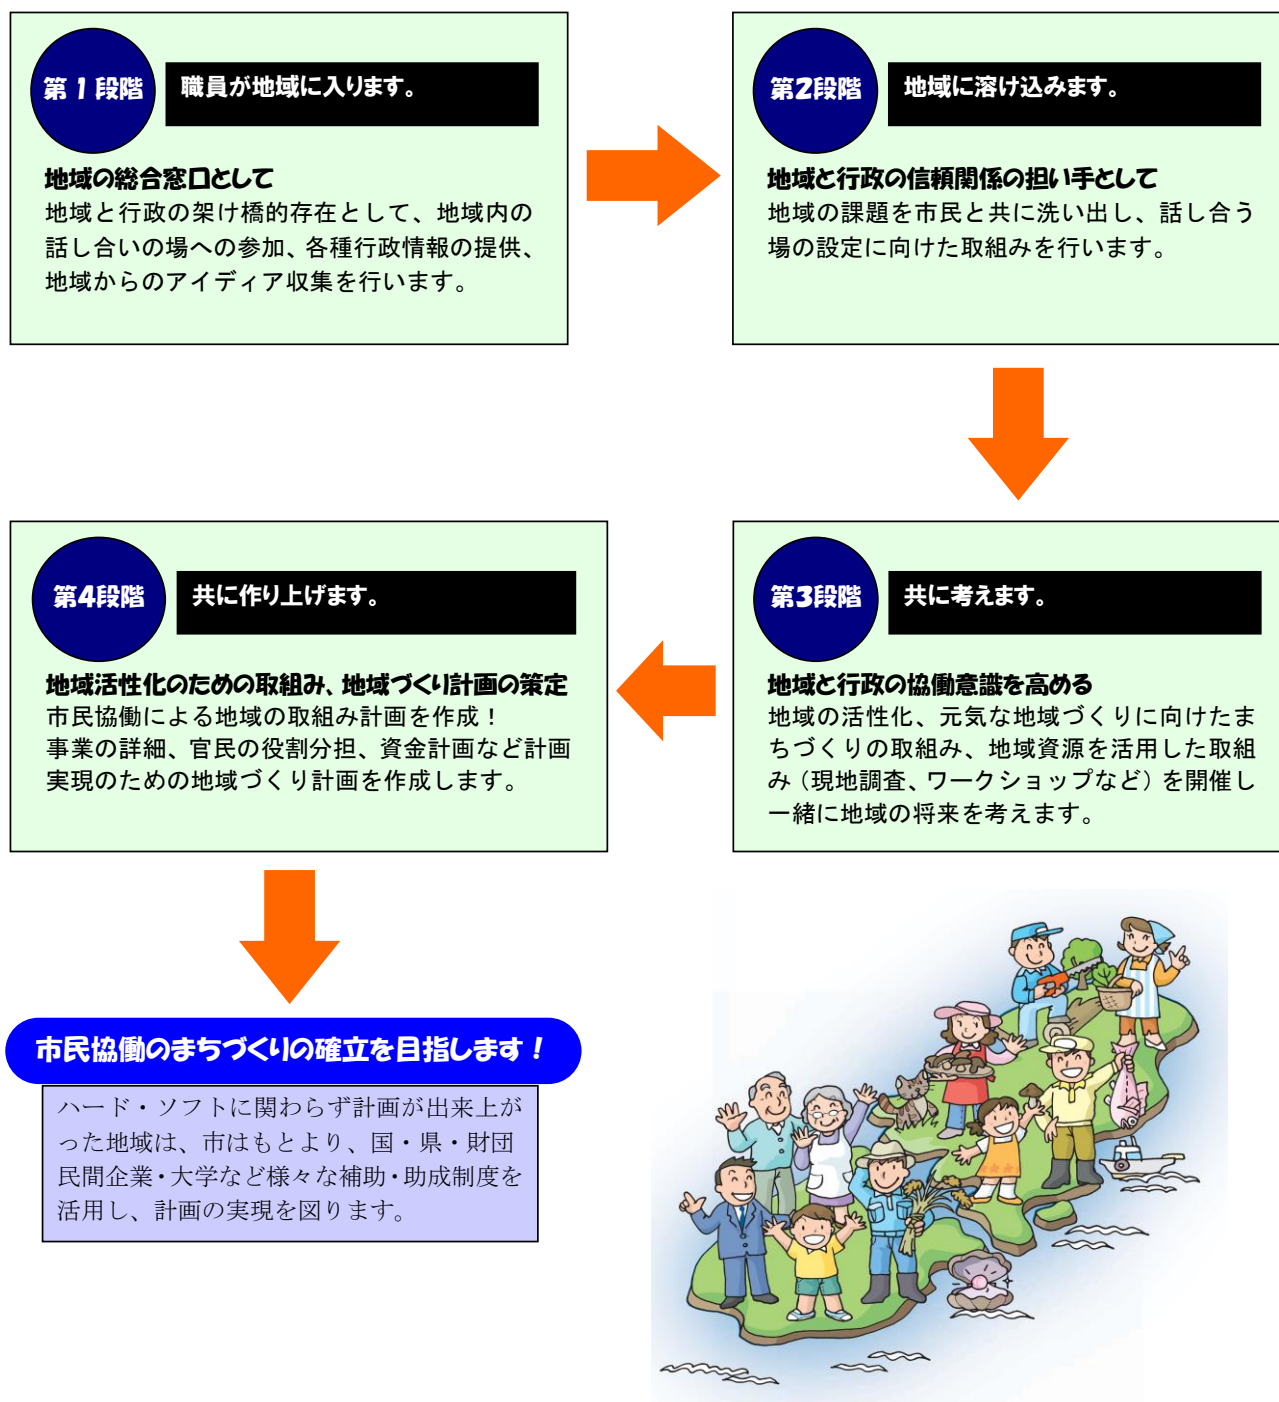 第1段階
職員が地域に入ります。
地域の総合窓口として
地域と行政の架け橋的存在として、地域内の
話し合いの場への参加、各種行政情報の提供、
地域からのアイディア収集を行います。
第2段階
地域に溶け込みます。
地域と行政の信頼関係の担い手として
地域の課題を市民と共に洗い出し、話し合う
場の設定に向けた取組みを行います。
第3段階
共に考えます。
地域と行政の協働意識を高める
地域の活性化、元気な地域づくりに向けたま
ちづくりの取組み、地域資源を活用した取組
み（現地調査、ワークショップなど）を開催し
一緒に地域の将来を考えます。
第4段階
共に作り上げます。
地域活性化のための取組み、地域づくり計画の策定
市民協働による地域の取組み計画を作成！
事業の詳細、官民の役割分担、資金計画など計画
実現のための地域づくり計画を作成します。
市民協働のまちづくりの確立を目指します！
ハード・ソフトに関わらず計画が出来上が
った地域は、市はもとより、国・県・財団
民間企業・大学など様々な補助・助成制度を
活用し、計画の実現を図ります。